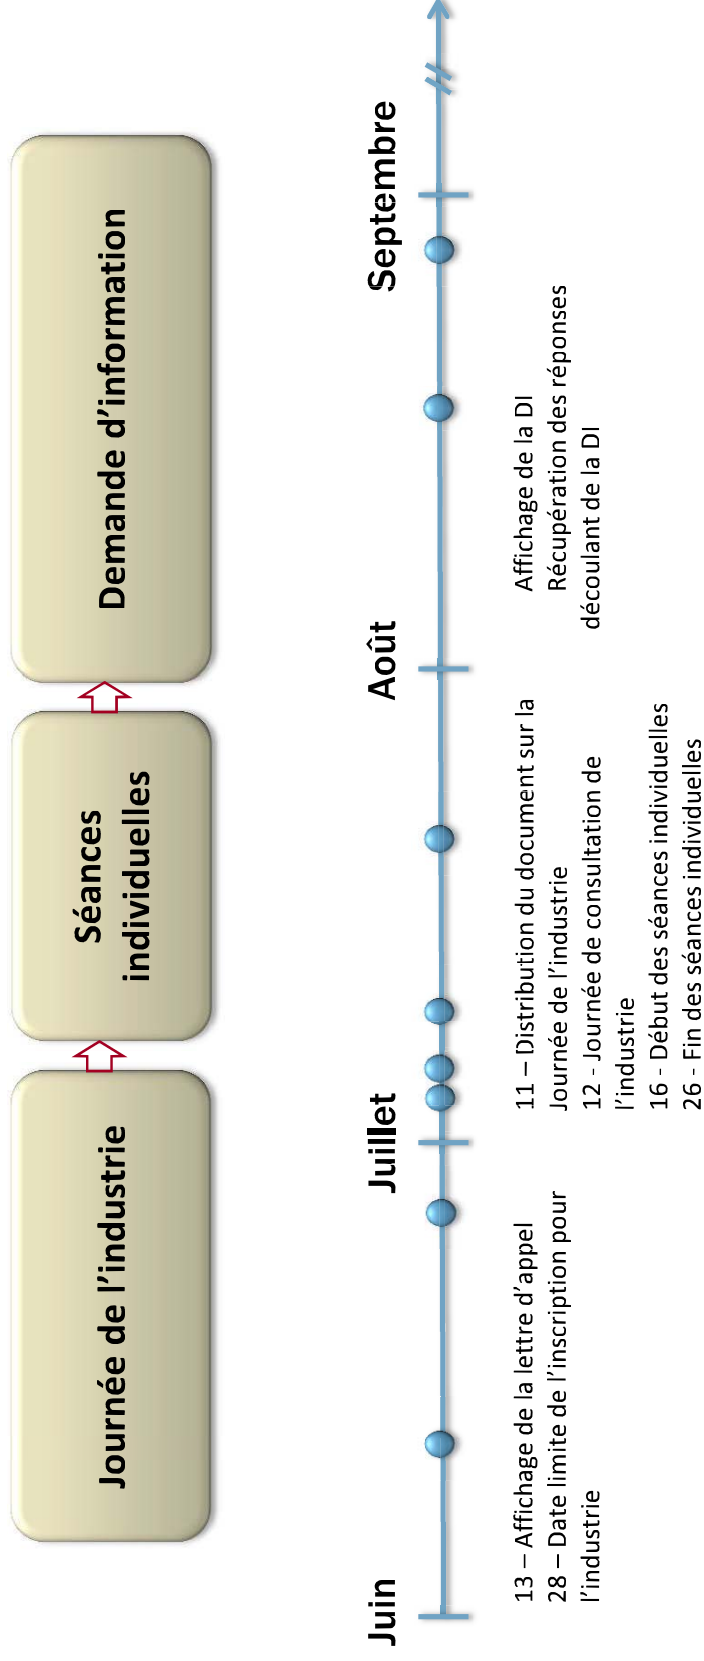 Journée de l’industrie
Séances
individuelles
Demande d’information
Juin
Juillet
Août
Septembre
13 – Affichage de la lettre d’appel
28 – Date limite de l’inscription pour
l’industrie
11 – Distribution du document sur la
Journée de l’industrie
12 - Journée de consultation de
l’industrie
16 - Début des séances individuelles
26 - Fin des séances individuelles
Affichage de la DI
Récupération des réponses
découlant de la DI